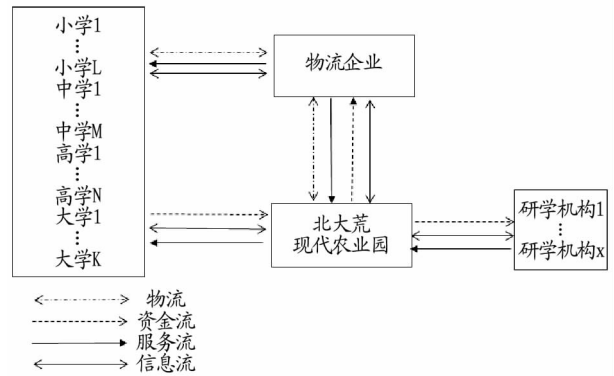 小学1
⋮
小学L
中学1
⋮
中学M
高学1
⋮
高学N
大学1
⋮
大学K
物流企业
北大荒
现代农业园
研学机构1
⋮
研学机构x
物流
资金流
服务流
信息流